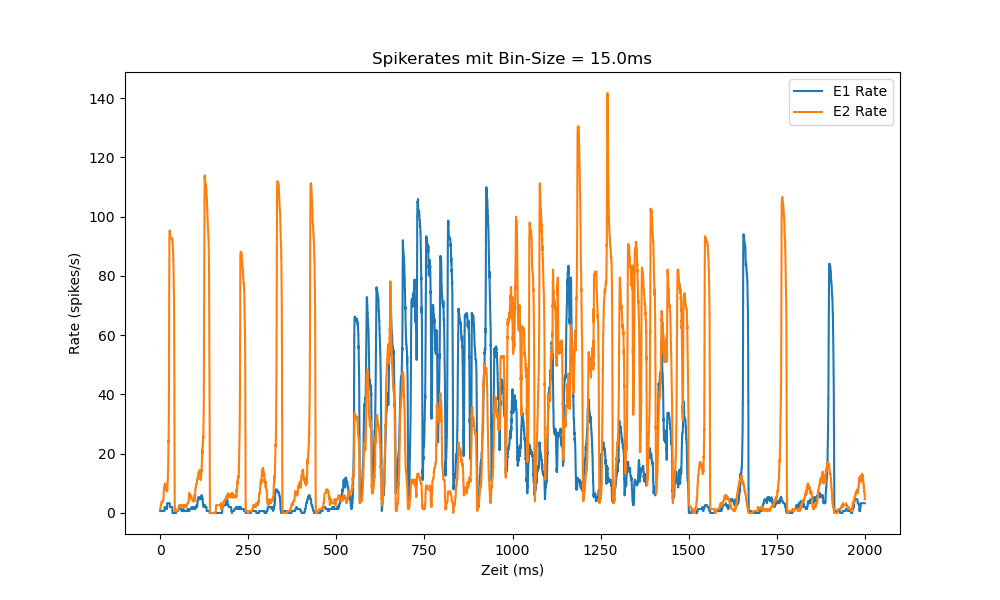 Spikerates mit Bin-Size = 15.0ms
E1 Rate
E2 Rate
140
120
100
80
60
40
20
0
Rate (spikes/s)
0 250 500 750 1000 1250 1500 1750 2000
Zeit (ms)